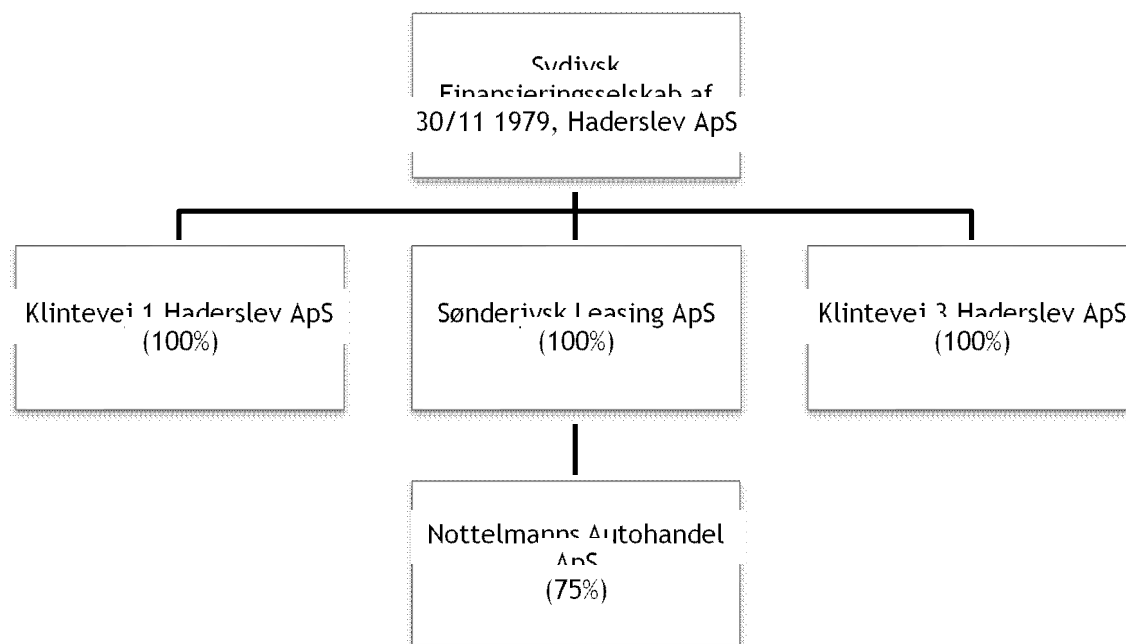 Sydjysk
Finansieringsselskab af
30/11 1979, Haderslev ApS
Klintevej 1 Haderslev ApS
(100%)
Sønderjysk Leasing ApS
(100%)
Klintevej 3 Haderslev ApS
(100%)
Nottelmanns Autohandel
ApS
(75%)